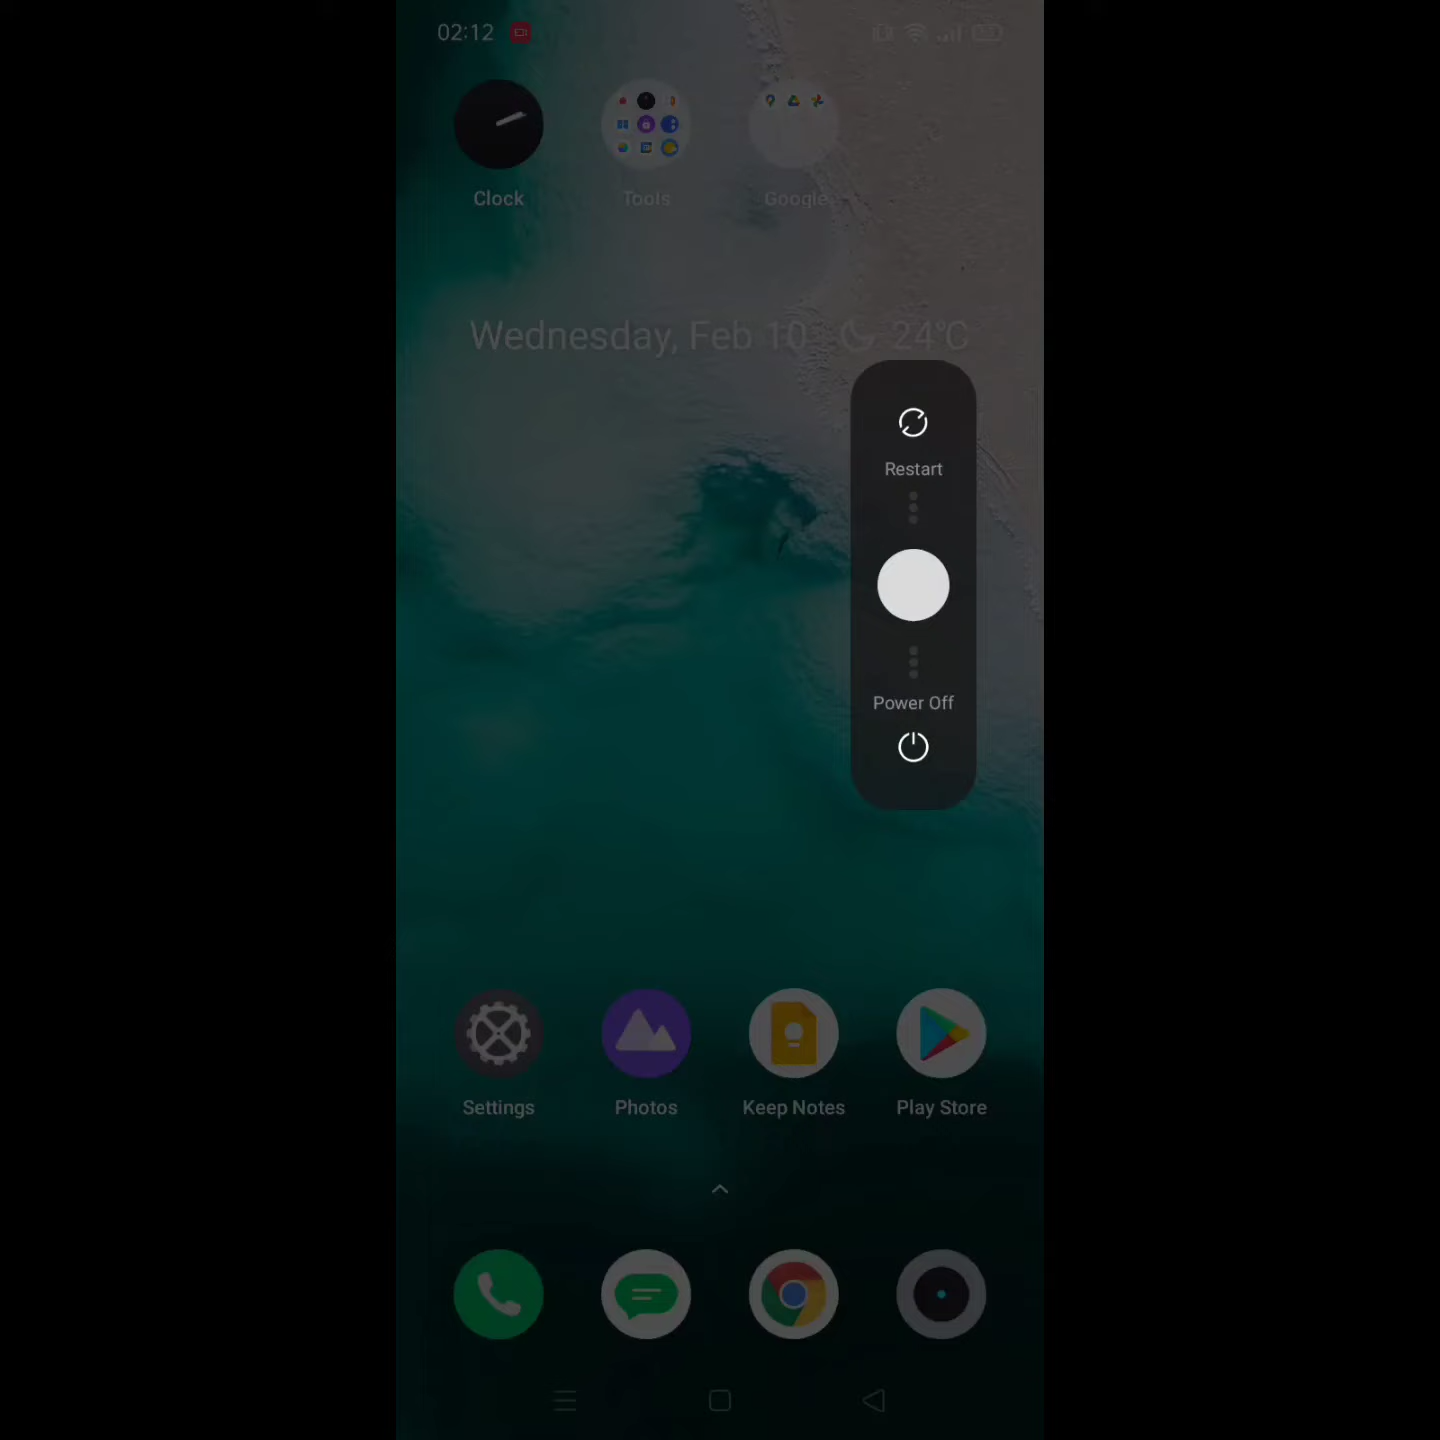 02:12
Clock
Tools
Google
Wednesday, Feb 10 24°C
Restart
Power Off
Settings
Photos
Keep Notes
Play Store